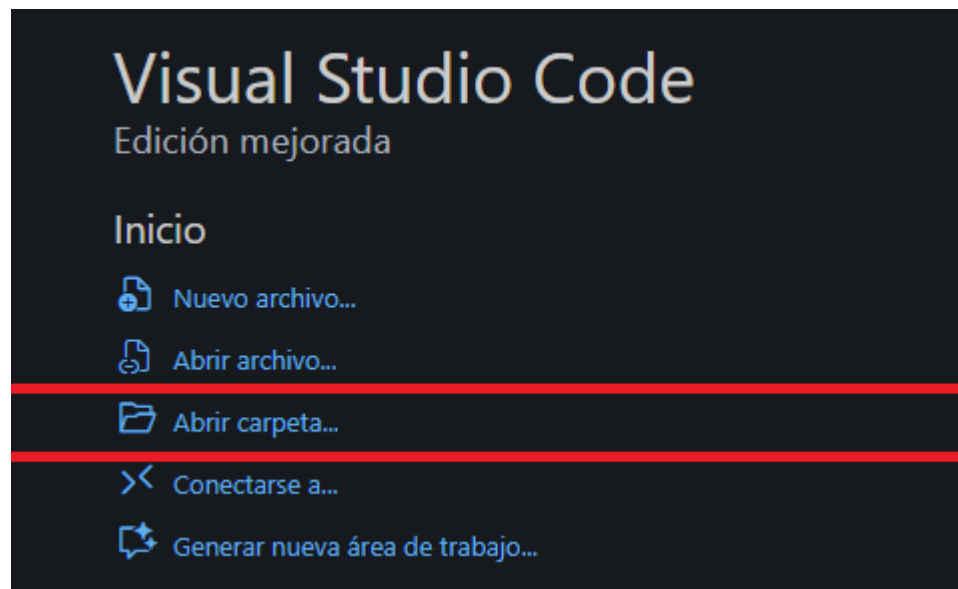 Visual Studio Code
Edición mejorada
Inicio
Nuevo archivo...
Abrir archivo...
Abrir carpeta...
Conectarse a...
Generar nueva área de trabajo...